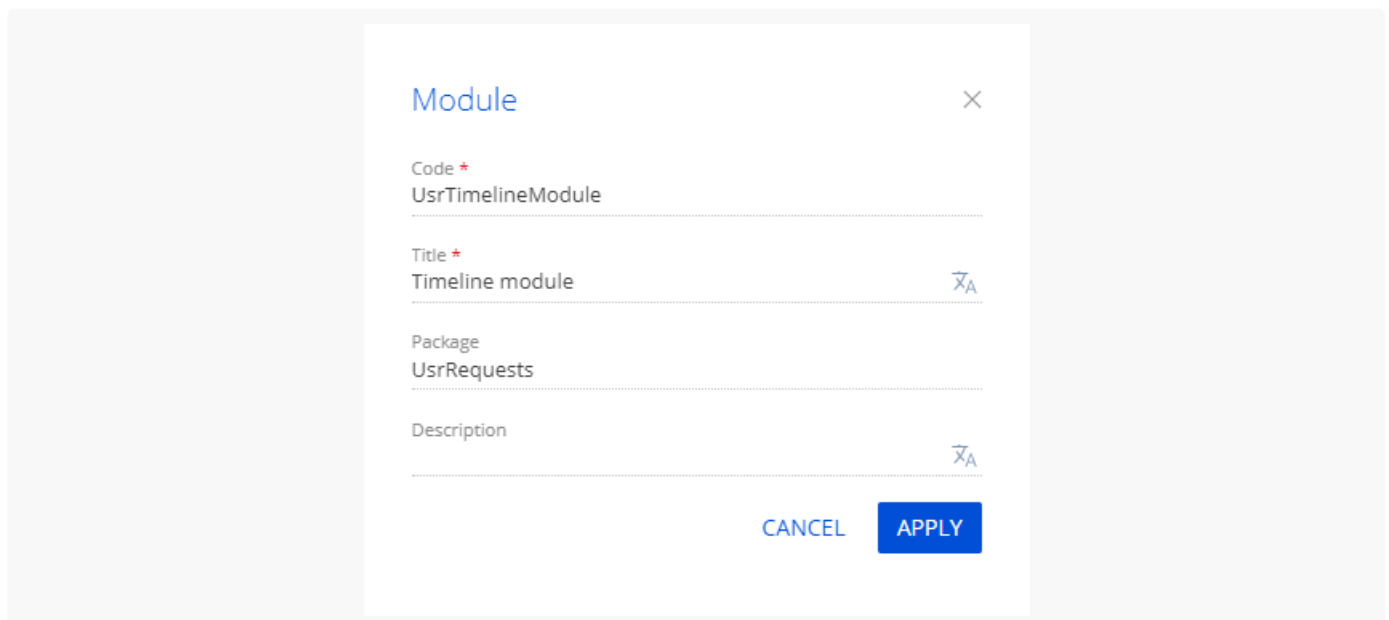 Module
Code *
UsrTimelineModule
Title *
Timeline module
Package
UsrRequests
Description
CANCEL APPLY